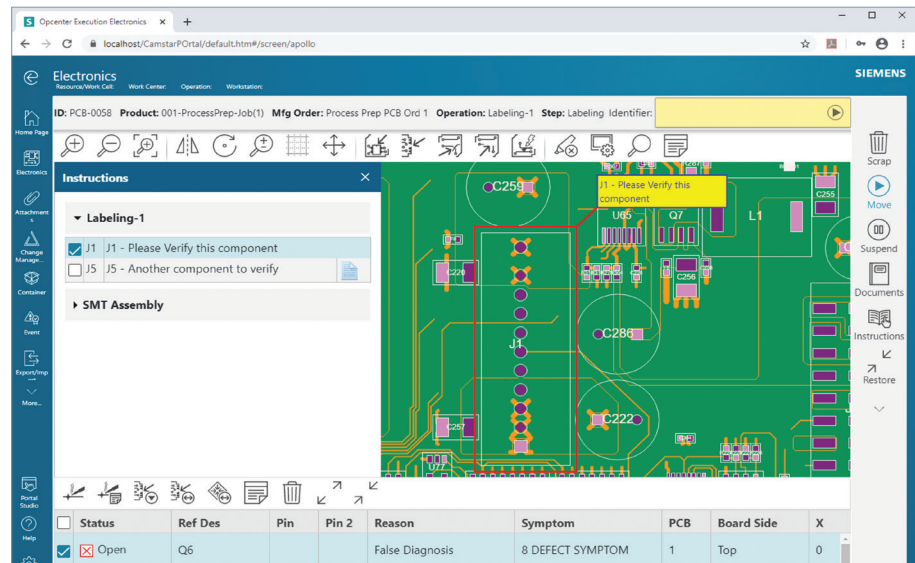 S Opcenter Execution Electronics
localhost/CamstarPOrtal/default.htm#/screen/apollo
Electronics
SIEMENS
Resource/Work Cell: Work Center: Operation: Workstation:
ID: PCB-0058 Product: 001-ProcessPrep-Job(1) Mfg Order: Process Prep PCB Ord 1 Operation: Labeling-1 Step: Labeling Identifier:
Home Page
Electronics
Attachment
s
Change
Manage...
Container
Event
Export/Imp
More...
Portal
Studio
Help
Instructions
Labeling-1
J1 J1 - Please Verify this component
J5 J5 - Another component to verify
SMT Assembly
J1 - Please Verify this
component
C259
U65
Q7
L1
C255
C226
C256
C286
J1
C222
C257
U77
Scrap
Move
Suspend
Documents
Instructions
Restore
Status Ref Des Pin Pin 2 Reason Symptom PCB Board Side X
Open Q6 False Diagnosis 8 DEFECT SYMPTOM 1 Top 0